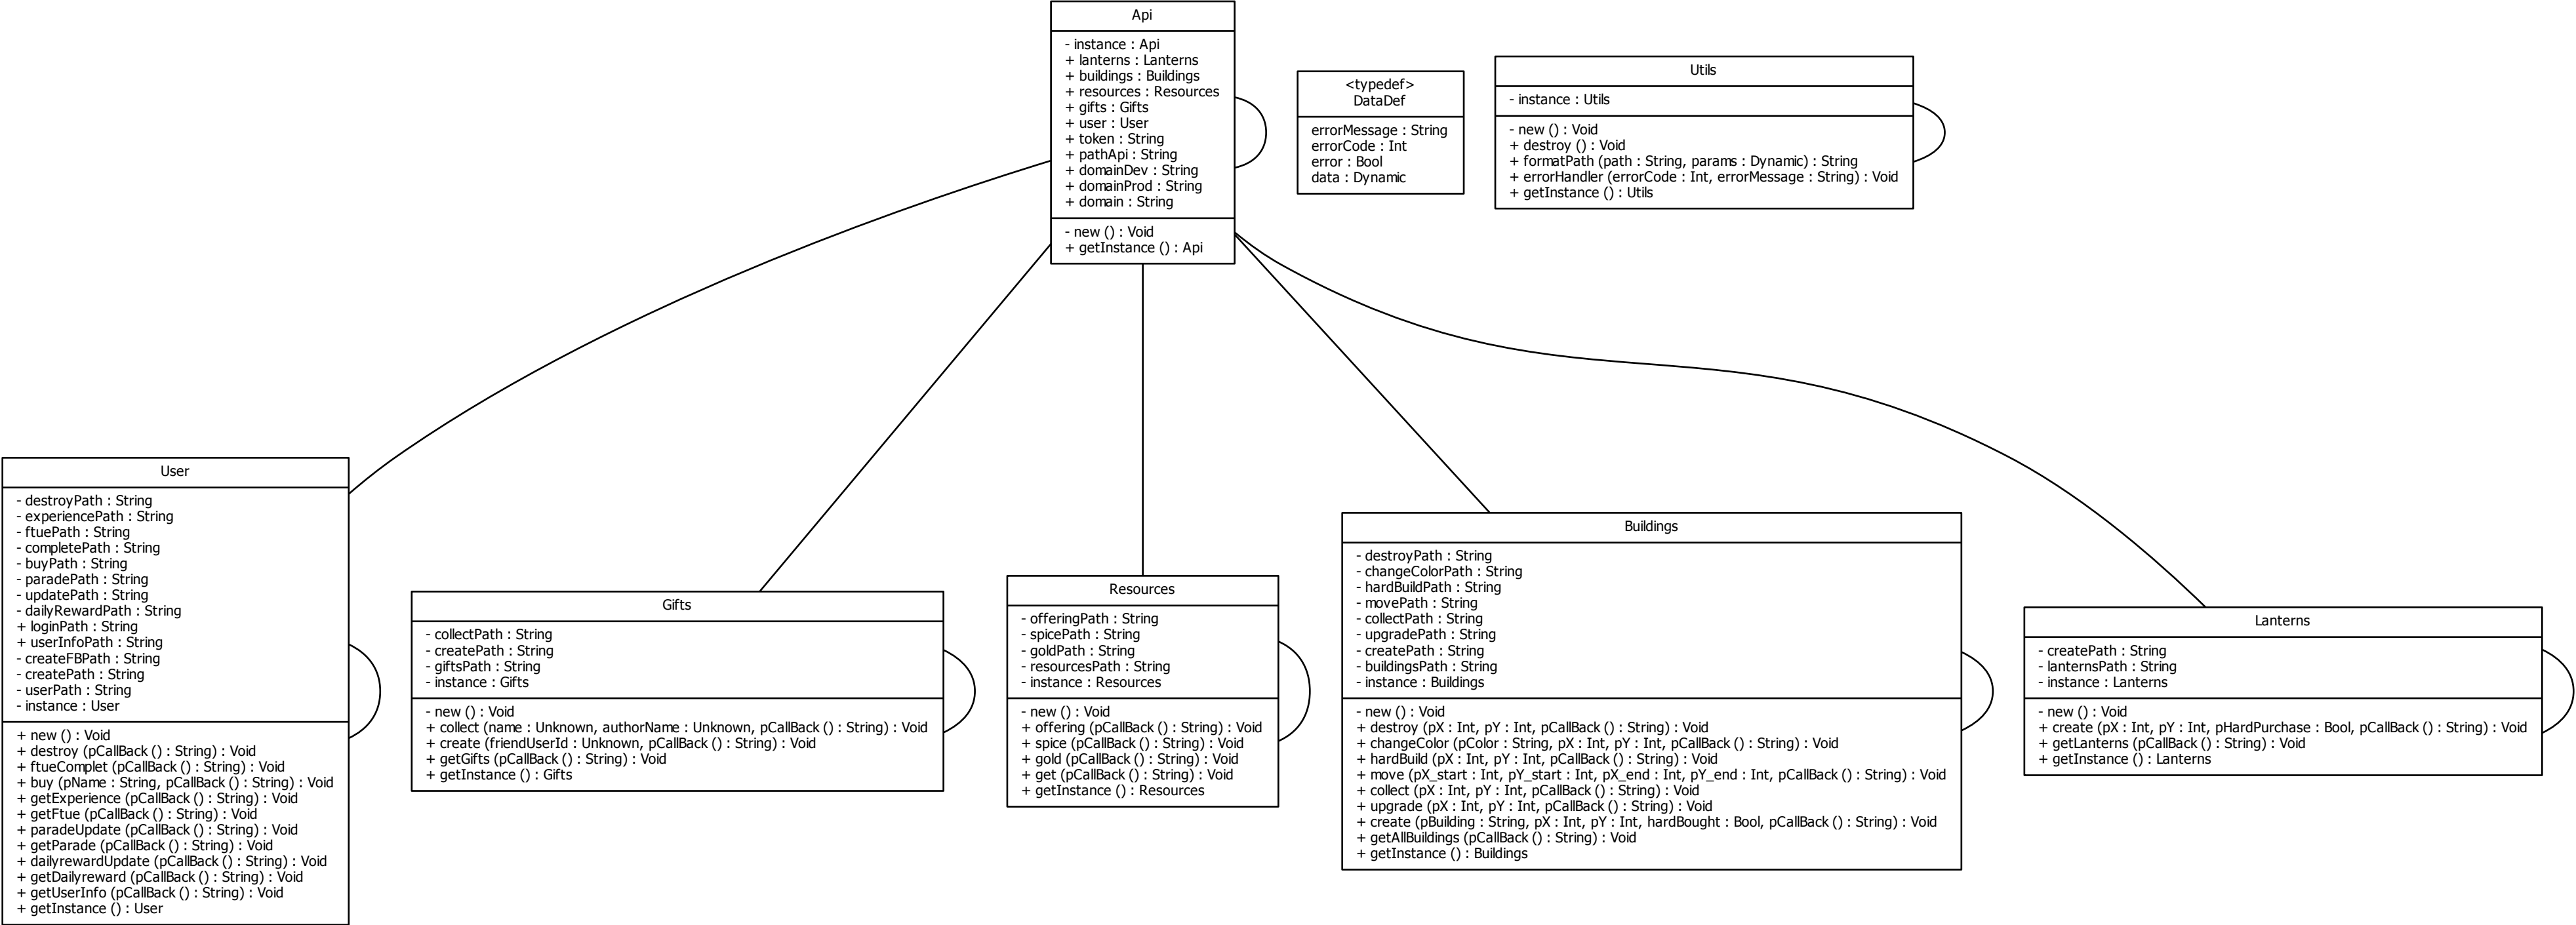 Api
- instance : Api
+ lanterns : Lanterns
+ buildings : Buildings
+ resources : Resources
+ gifts : Gifts
+ user : User
+ token : String
+ pathApi : String
+ domainDev : String
+ domainProd : String
+ domain : String
- new () : Void
+ getInstance () : Api
<typedef>
DataDef
errorMessage : String
errorCode : Int
error : Bool
data : Dynamic
Utils
- instance : Utils
- new () : Void
+ destroy () : Void
+ formatPath (path : String, params : Dynamic) : String
+ errorHandler (errorCode : Int, errorMessage : String) : Void
+ getInstance () : Utils
User
- destroyPath : String
- experiencePath : String
- ftuePath : String
- completePath : String
- buyPath : String
- paradePath : String
- updatePath : String
- dailyRewardPath : String
+ loginPath : String
+ userInfoPath : String
- createFBPath : String
- createPath : String
- userPath : String
- instance : User
+ new () : Void
+ destroy (pCallBack () : String) : Void
+ ftueComplet (pCallBack () : String) : Void
+ buy (pName : String, pCallBack () : String) : Void
+ getExperience (pCallBack () : String) : Void
+ getFtue (pCallBack () : String) : Void
+ paradeUpdate (pCallBack () : String) : Void
+ getParade (pCallBack () : String) : Void
+ dailyrewardUpdate (pCallBack () : String) : Void
+ getDailyreward (pCallBack () : String) : Void
+ getUserInfo (pCallBack () : String) : Void
+ getInstance () : User
Gifts
- collectPath : String
- createPath : String
- giftsPath : String
- instance : Gifts
- new () : Void
+ collect (name : Unknown, authorName : Unknown, pCallBack () : String) : Void
+ create (friendUserId : Unknown, pCallBack () : String) : Void
+ getGifts (pCallBack () : String) : Void
+ getInstance () : Gifts
Resources
- offeringPath : String
- spicePath : String
- goldPath : String
- resourcesPath : String
- instance : Resources
- new () : Void
+ offering (pCallBack () : String) : Void
+ spice (pCallBack () : String) : Void
+ gold (pCallBack () : String) : Void
+ get (pCallBack () : String) : Void
+ getInstance () : Resources
Buildings
- destroyPath : String
- changeColorPath : String
- hardBuildPath : String
- movePath : String
- collectPath : String
- upgradePath : String
- createPath : String
- buildingsPath : String
- instance : Buildings
- new () : Void
+ destroy (pX : Int, pY : Int, pCallBack () : String) : Void
+ changeColor (pColor : String, pX : Int, pY : Int, pCallBack () : String) : Void
+ hardBuild (pX : Int, pY : Int, pCallBack () : String) : Void
+ move (pX_start : Int, pY_start : Int, pX_end : Int, pY_end : Int, pCallBack () : String) : Void
+ collect (pX : Int, pY : Int, pCallBack () : String) : Void
+ upgrade (pX : Int, pY : Int, pCallBack () : String) : Void
+ create (pBuilding : String, pX : Int, pY : Int, hardBought : Bool, pCallBack () : String) : Void
+ getAllBuildings (pCallBack () : String) : Void
+ getInstance () : Buildings
Lanterns
- createPath : String
- lanternsPath : String
- instance : Lanterns
- new () : Void
+ create (pX : Int, pY : Int, pHardPurchase : Bool, pCallBack () : String) : Void
+ getLanterns (pCallBack () : String) : Void
+ getInstance () : Lanterns